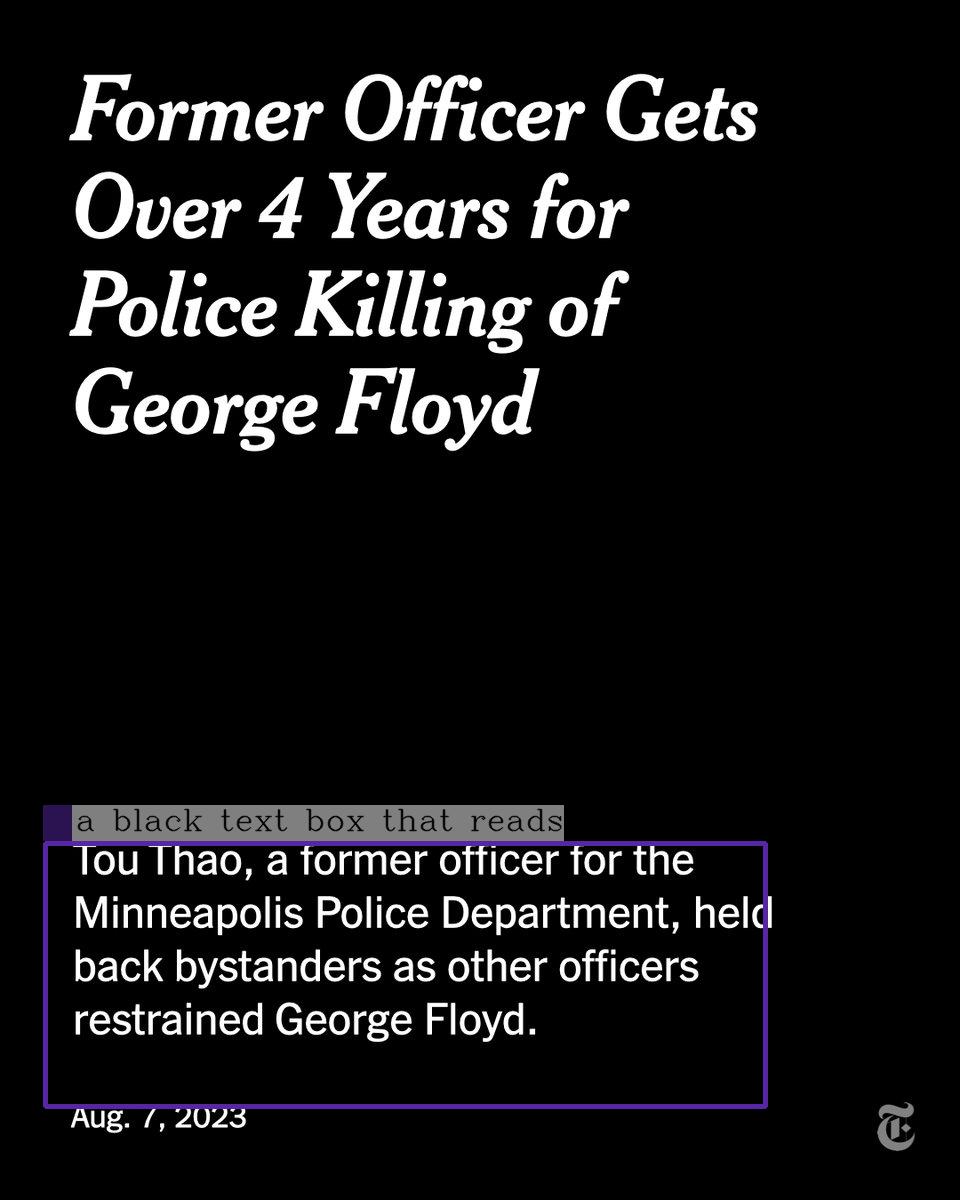 Former Officer Gets
Over 4 Years for
Police Killing of
George Floyd
a black text box that reads
Tou Thao, a former officer for the
Minneapolis Police Department, held
back bystanders as other officers
restrained George Floyd.
Aug. 7, 2023
T